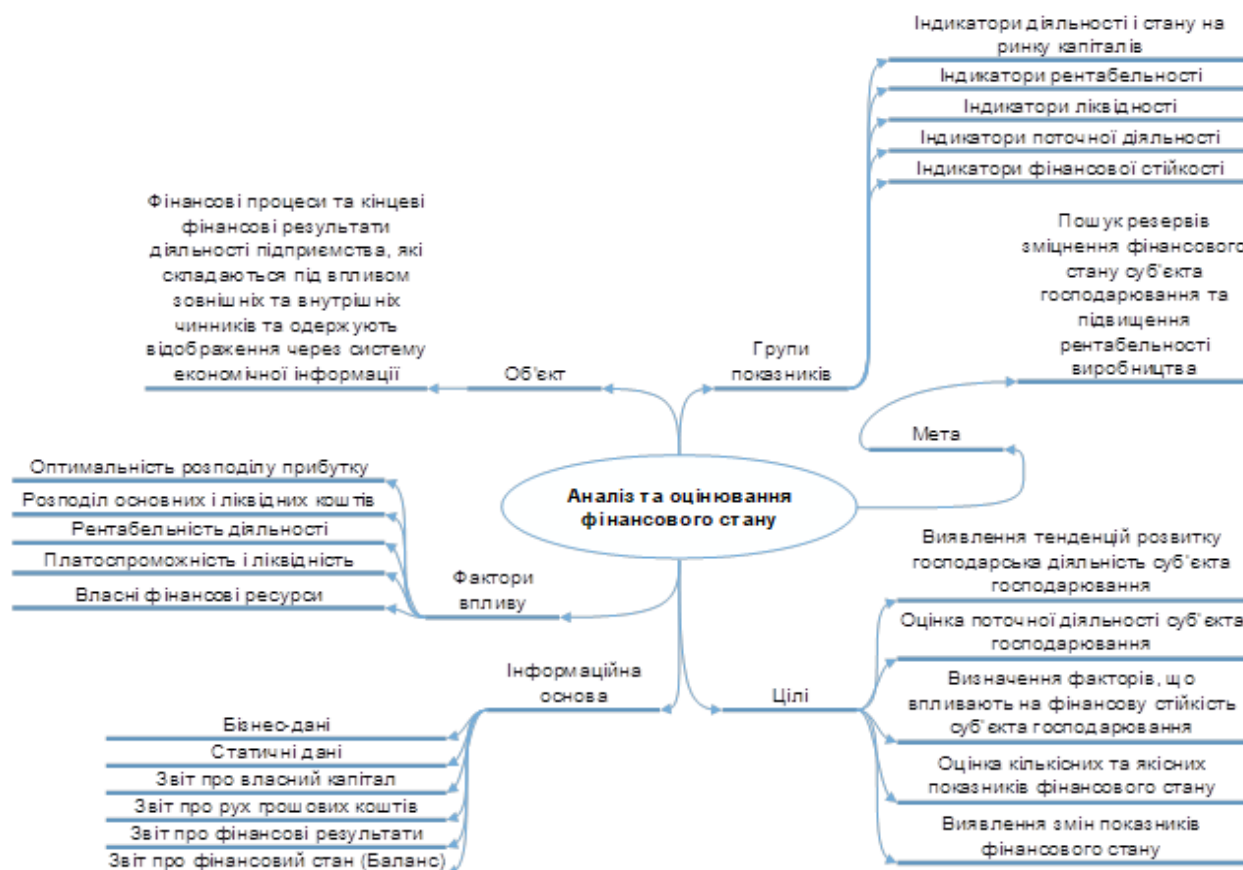 Індикатори діяльності і стану на
ринку капіталів
Індикатори рентабельності
Індикатори ліквідності
Індикатори поточної діяльності
Індикатори фінансової стійкості
Групи
показників
Фінансові процеси та кінцеві
фінансові результати
діяльності підприємства, які
складаються під впливом
зовнішніх та внутрішніх
чинників та одержують
відображення через систему
економічної інформації
Об'єкт
Пошук резервів
зміцнення фінансового
стану суб'єкта
господарювання та
підвищення
рентабельності
виробництва
Мета
Аналіз та оцінювання
фінансового стану
Оптимальність розподілу прибутку
Розподіл основних і ліквідних коштів
Рентабельність діяльності
Платоспроможність і ліквідність
Власні фінансові ресурси
Фактори
впливу
Інформаційна
основа
Бізнес-дані
Статичні дані
Звіт про власний капітал
Звіт про рух грошових коштів
Звіт про фінансові результати
Звіт про фінансовий стан (Баланс)
Цілі
Виявлення тенденцій розвитку
господарська діяльність суб'єкта
господарювання
Оцінка поточної діяльності суб'єкта
господарювання
Визначення факторів, що
впливають на фінансову стійкість
суб'єкта господарювання
Оцінка кількісних та якісних
показників фінансового стану
Виявлення змін показників
фінансового стану